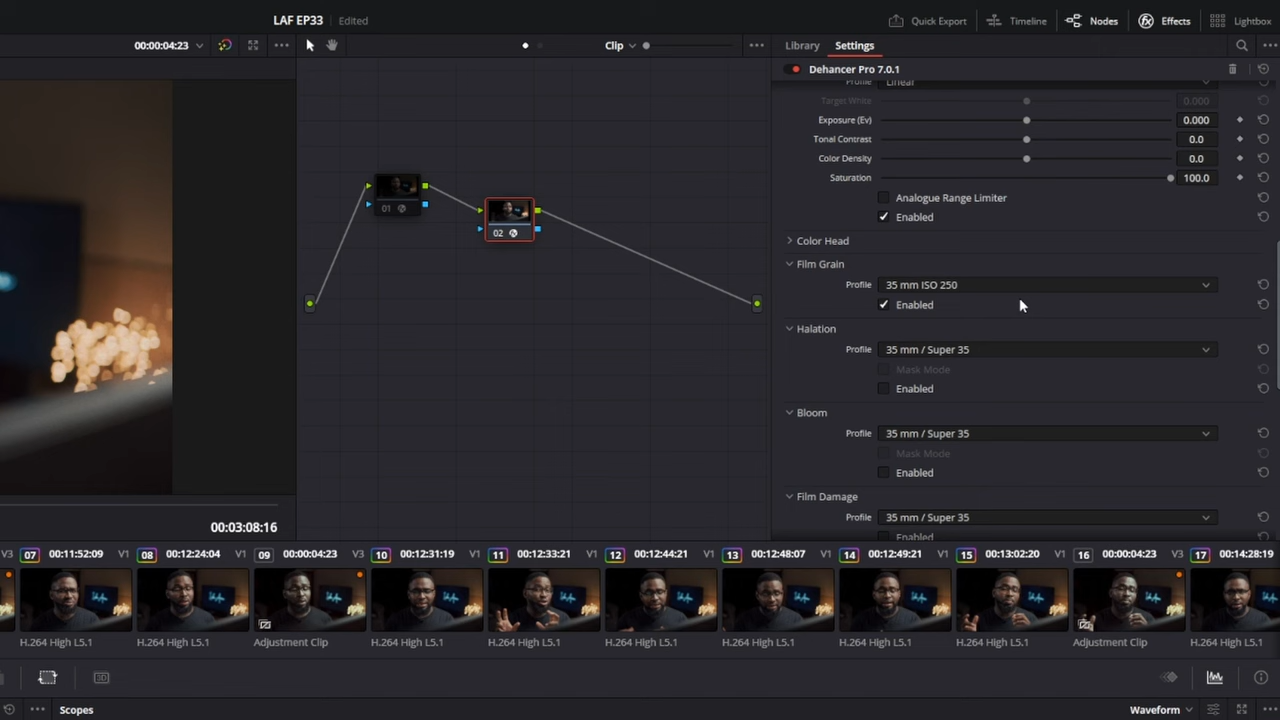 LAF EP33 Edited
Quick Export Timeline Nodes Effects Lightbox
00:00:04:23 Clip Library Settings
Dehancer Pro 7.0.1
Profile Linear
Target White 0.000
Exposure (Ev) 0.000
Tonal Contrast 0.0
Color Density 0.0
Saturation 100.0
Analogue Range Limiter
Enabled
Color Head
Film Grain
Profile 35 mm ISO 250
Enabled
Halation
Profile 35 mm / Super 35
Mask Mode
Enabled
Bloom
Profile 35 mm / Super 35
Mask Mode
Enabled
Film Damage
Profile 35 mm / Super 35
Enabled
01
02
00:03:08:16
V3 07 00:11:52:09 V1 08 00:12:24:04 V1 09 00:00:04:23 V3 10 00:12:31:19 V1 11 00:12:33:21 V1 12 00:12:44:21 V1 13 00:12:48:07 V1 14 00:12:49:21 V1 15 00:13:02:20 V1 16 00:00:04:23 V3 17 00:14:28:19
H.264 High L5.1 H.264 High L5.1 Adjustment Clip H.264 High L5.1 H.264 High L5.1 H.264 High L5.1 H.264 High L5.1 H.264 High L5.1 H.264 High L5.1 Adjustment Clip H.264 High L5.1
3D
Scopes Waveform